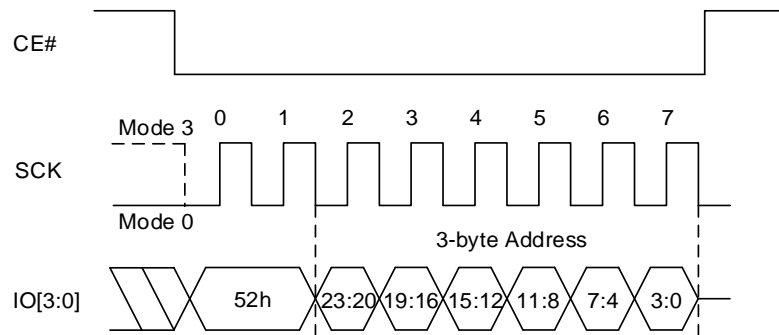 CE#
Mode 3
0 1 2 3 4 5 6 7
SCK
Mode 0
3-byte Address
IO[3:0]
52h 23:20 19:16 15:12 11:8 7:4 3:0